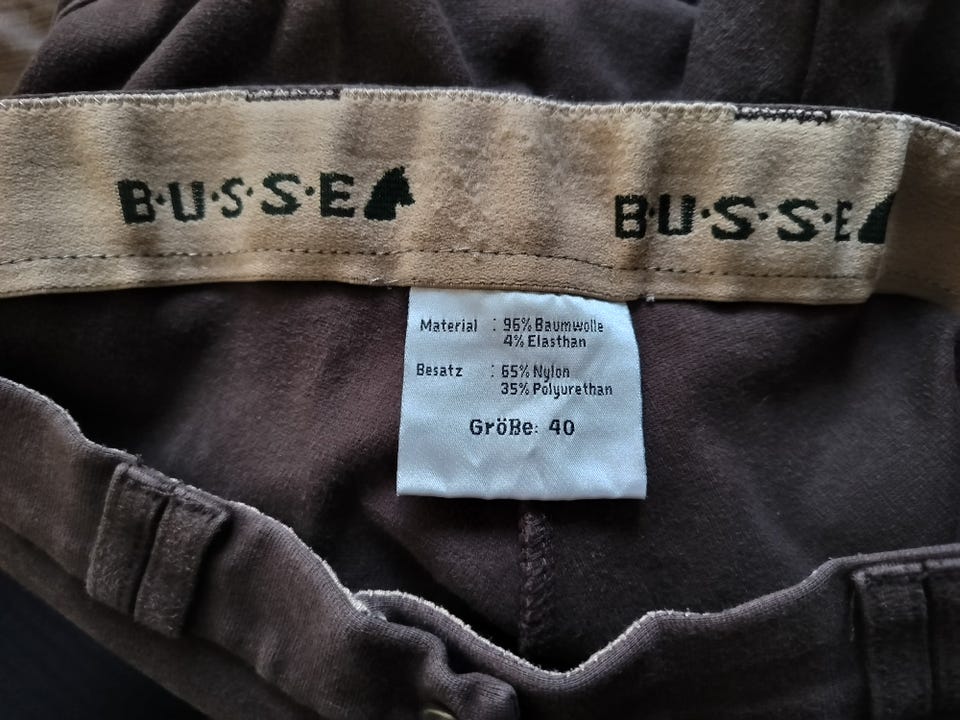 B·U·S·S·E
B·U·S·S·E
Material : 96% Baumwolle
4% Elasthan
Besatz : 65% Nylon
35% Polyurethan
Größe: 40